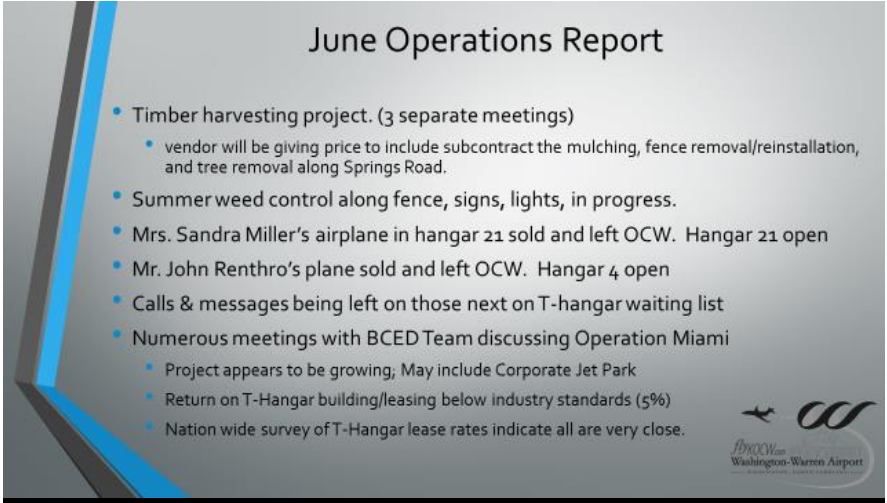 June Operations Report
Timber harvesting project. (3 separate meetings)
vendor will be giving price to include subcontract the mulching, fence removal/reinstallation,
and tree removal along Springs Road.
Summer weed control along fence, signs, lights, in progress.
Mrs. Sandra Miller's airplane in hangar 21 sold and left OCW. Hangar 21 open
Mr. John Renthro's plane sold and left OCW. Hangar 4 open
Calls & messages being left on those next on T-hangar waiting list
Numerous meetings with BCED Team discussing Operation Miami
Project appears to be growing; May include Corporate Jet Park
Return on T-Hangar building/leasing below industry standards (5%)
Nation wide survey of T-Hangar lease rates indicate all are very close.
Washington-Warren Airport